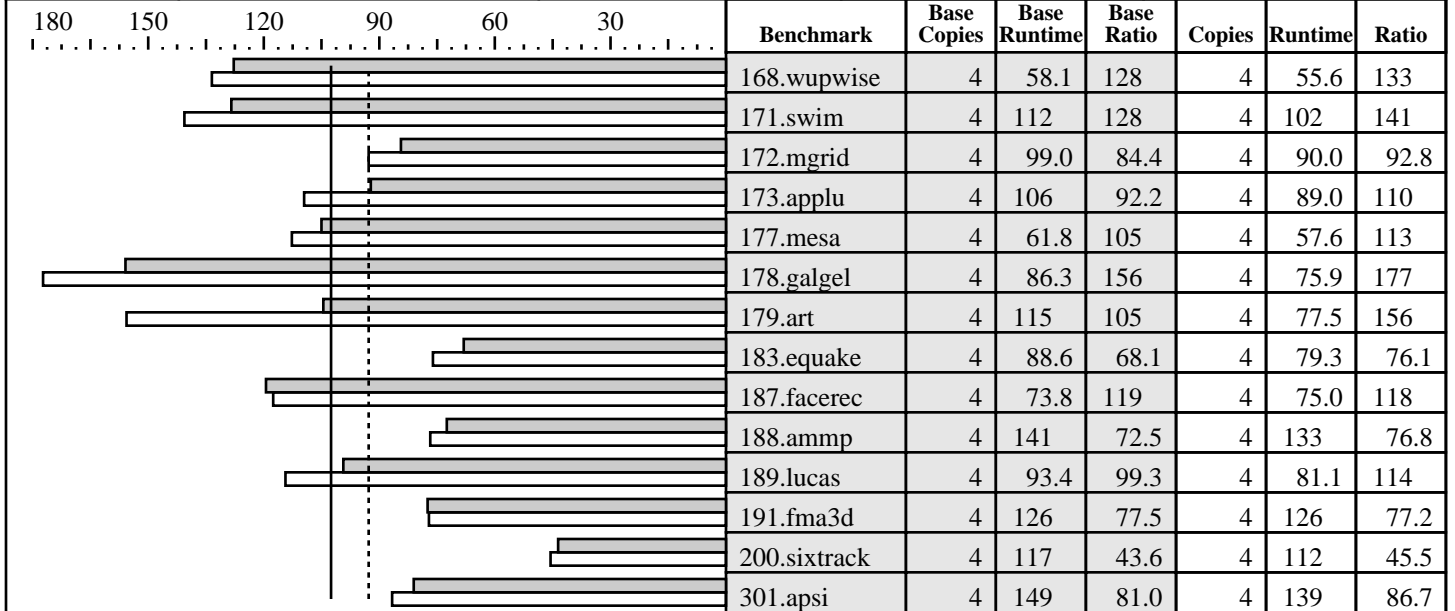 180 150 120 90 60 30
Benchmark Base Copies Base Runtime Base Ratio Copies Runtime Ratio
168.wupwise 4 58.1 128 4 55.6 133
171.swim 4 112 128 4 102 141
172.mgrid 4 99.0 84.4 4 90.0 92.8
173.applu 4 106 92.2 4 89.0 110
177.mesa 4 61.8 105 4 57.6 113
178.galgel 4 86.3 156 4 75.9 177
179.art 4 115 105 4 77.5 156
183.equake 4 88.6 68.1 4 79.3 76.1
187.facerec 4 73.8 119 4 75.0 118
188.ammp 4 141 72.5 4 133 76.8
189.lucas 4 93.4 99.3 4 81.1 114
191.fma3d 4 126 77.5 4 126 77.2
200.sixtrack 4 117 43.6 4 112 45.5
301.apsi 4 149 81.0 4 139 86.7